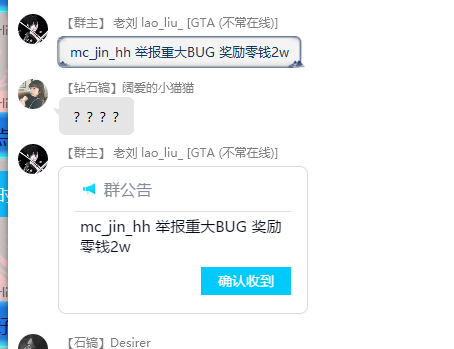 【群主】 老刘 lao_liu_ [GTA (不常在线)]
mc_jin_hh 举报重大BUG 奖励零钱2w
【钻石镐】阔爱的小猫猫
？？？？
【群主】 老刘 lao_liu_ [GTA (不常在线)]
群公告
mc_jin_hh 举报重大BUG 奖励
零钱2w
确认收到
【石镐】Desirer